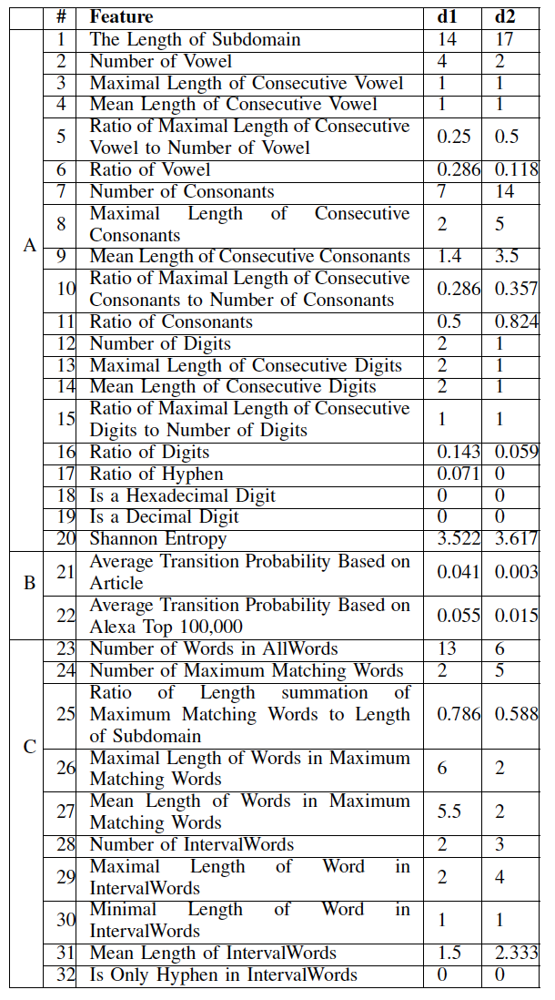 # Feature d1 d2
A
1 The Length of Subdomain 14 17
2 Number of Vowel 4 2
3 Maximal Length of Consecutive Vowel 1 1
4 Mean Length of Consecutive Vowel 1 1
5 Ratio of Maximal Length of Consecutive
Vowel to Number of Vowel 0.25 0.5
6 Ratio of Vowel 0.286 0.118
7 Number of Consonants 7 14
8 Maximal Length of Consecutive
Consonants 2 5
9 Mean Length of Consecutive Consonants 1.4 3.5
10 Ratio of Maximal Length of Consecutive
Consonants to Number of Consonants 0.286 0.357
11 Ratio of Consonants 0.5 0.824
12 Number of Digits 2 1
13 Maximal Length of Consecutive Digits 2 1
14 Mean Length of Consecutive Digits 2 1
15 Ratio of Maximal Length of Consecutive
Digits to Number of Digits 1 1
16 Ratio of Digits 0.143 0.059
17 Ratio of Hyphen 0.071 0
18 Is a Hexadecimal Digit 0 0
19 Is a Decimal Digit 0 0
20 Shannon Entropy 3.522 3.617
B
21 Average Transition Probability Based on
Article 0.041 0.003
22 Average Transition Probability Based on
Alexa Top 100,000 0.055 0.015
C
23 Number of Words in AllWords 13 6
24 Number of Maximum Matching Words 2 5
25 Ratio of Length summation of
Maximum Matching Words to Length
of Subdomain 0.786 0.588
26 Maximal Length of Words in Maximum
Matching Words 6 2
27 Mean Length of Words in Maximum
Matching Words 5.5 2
28 Number of IntervalWords 2 3
29 Maximal Length of Word in
IntervalWords 2 4
30 Minimal Length of Word in
IntervalWords 1 1
31 Mean Length of IntervalWords 1.5 2.333
32 Is Only Hyphen in IntervalWords 0 0